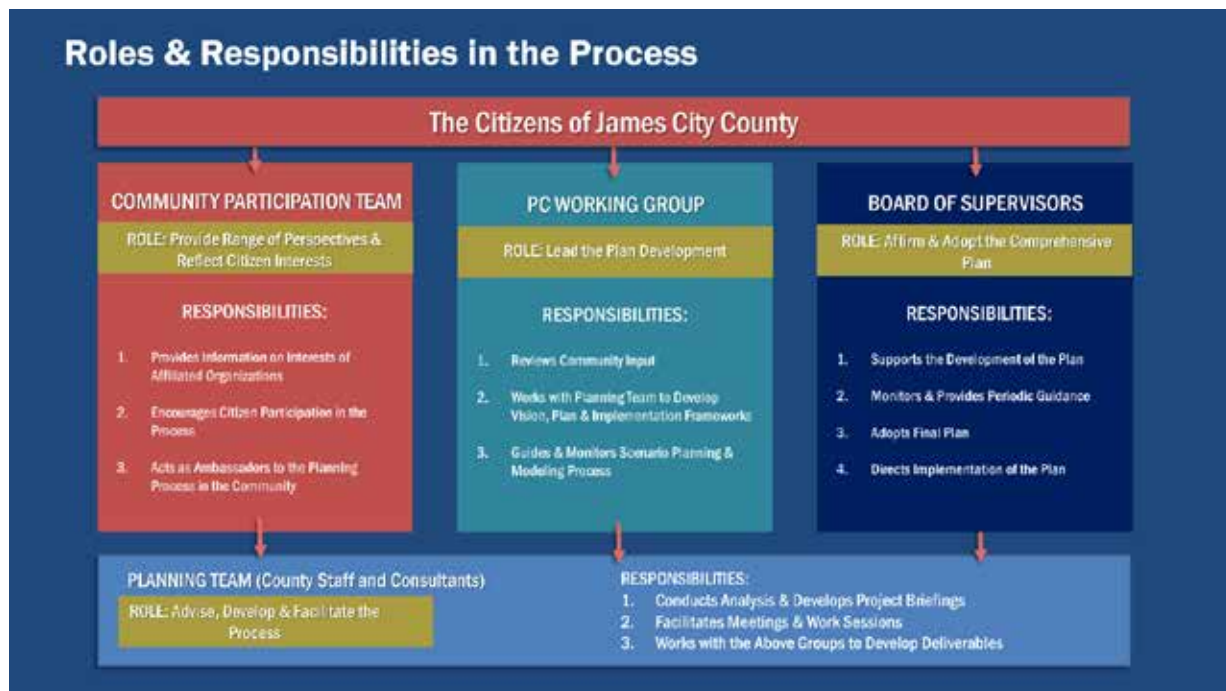 Roles & Responsibilities in the Process
The Citizens of James City County
COMMUNITY PARTICIPATION TEAM
ROLE: Provide Range of Perspectives &
Reflect Citizen Interests
RESPONSIBILITIES:
1. Provides Information on Interests of
Affiliated Organizations
2. Encourages Citizen Participation in the
Process
3. Acts as Ambassadors to the Planning
Process in the Community
PC WORKING GROUP
ROLE: Lead the Plan Development
RESPONSIBILITIES:
1. Reviews Community Input
2. Works with Planning Team to Develop
Vision, Plan & Implementation Frameworks
3. Guides & Monitors Scenario Planning &
Modeling Process
BOARD OF SUPERVISORS
ROLE: Affirm & Adopt the Comprehensive
Plan
RESPONSIBILITIES:
1. Supports the Development of the Plan
2. Monitors & Provides Periodic Guidance
3. Adopts Final Plan
4. Directs Implementation of the Plan
PLANNING TEAM (County Staff and Consultants)
ROLE: Advise, Develop & Facilitate the
Process
RESPONSIBILITIES:
1. Conducts Analysis & Develops Project Briefings
2. Facilitates Meetings & Work Sessions
3. Works with the Above Groups to Develop Deliverables